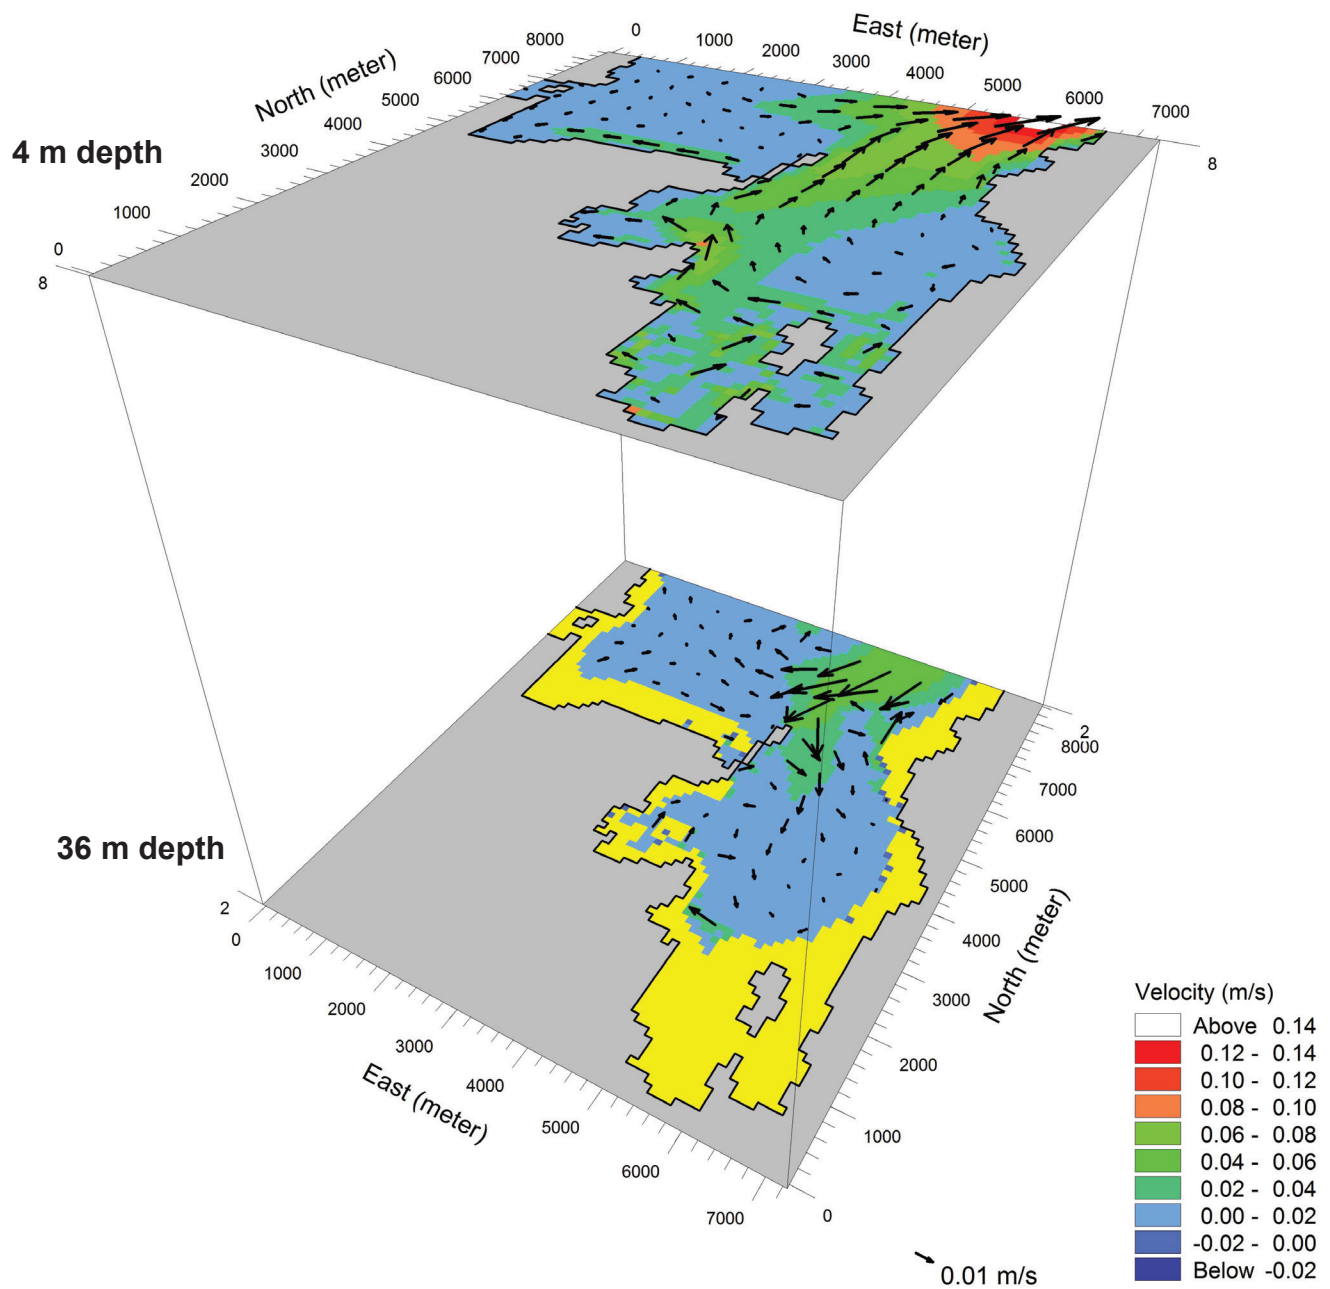 East (meter)
0
1000
2000
3000
4000
5000
6000
7000
8
North (meter)
8000
7000
6000
5000
4000
3000
2000
1000
0
8
4 m depth
36 m depth
2
0
1000
2000
3000
4000
5000
6000
7000
East (meter)
2
8000
7000
6000
5000
4000
3000
2000
1000
0
North (meter)
0.01 m/s
Velocity (m/s)
Above 0.14
0.12 - 0.14
0.10 - 0.12
0.08 - 0.10
0.06 - 0.08
0.04 - 0.06
0.02 - 0.04
0.00 - 0.02
-0.02 - 0.00
Below -0.02